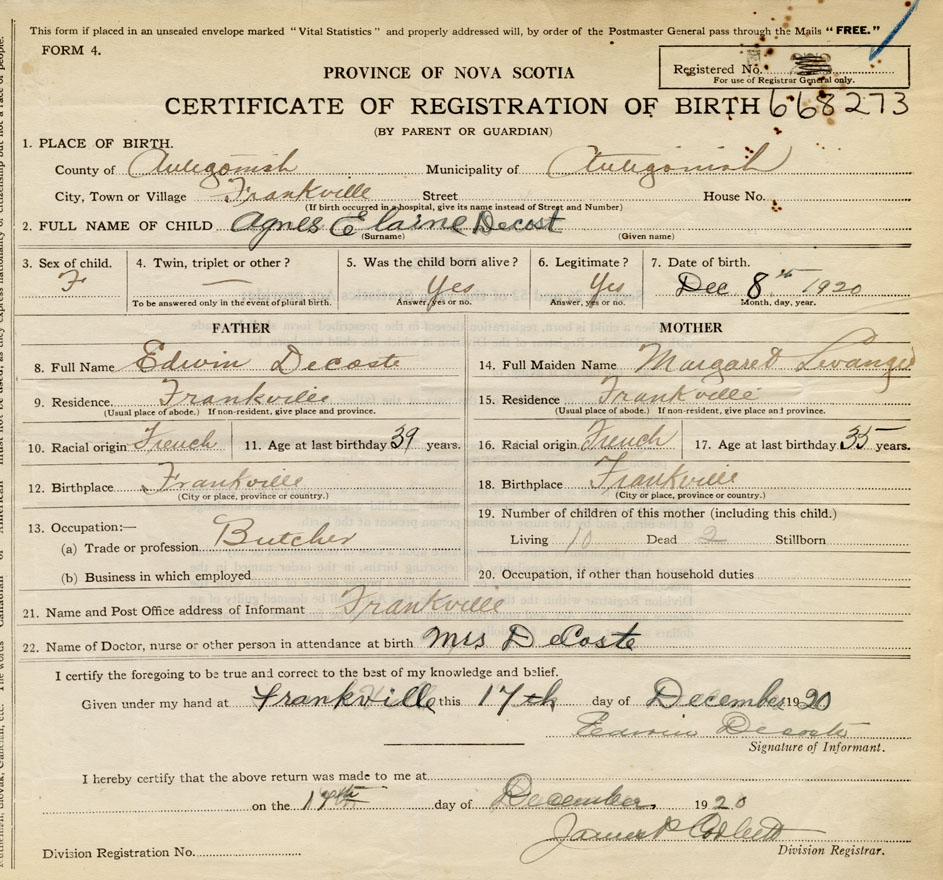 This form if placed in an unsealed envelope marked "Vital Statistics" and properly addressed will, by order of the Postmaster General pass through the Mails "FREE."
FORM 4.
Registered No.
For use of Registrar General only.
PROVINCE OF NOVA SCOTIA
CERTIFICATE OF REGISTRATION OF BIRTH 668273
(BY PARENT OR GUARDIAN)
1. PLACE OF BIRTH.
County of Antigonish Municipality of Antigonish
City, Town or Village Frankville Street House No.
(If birth occurred in a hospital, give its name instead of Street and Number)
2. FULL NAME OF CHILD Agnes Elaine Decost
(Surname) (Given name)
3. Sex of child. F
4. Twin, triplet or other? —
To be answered only in the event of plural birth.
5. Was the child born alive? Yes
Answer, yes or no.
6. Legitimate? Yes
Answer, yes or no.
7. Date of birth.
Dec 8th 1920
Month, day, year.
FATHER
8. Full Name Edwin Decoste
9. Residence. Frankville
(Usual place of abode.) If non-resident, give place and province.
10. Racial origin French 11. Age at last birthday 39 years.
12. Birthplace Frankville
(City or place, province or country.)
13. Occupation:—
(a) Trade or profession Butcher
(b) Business in which employed
MOTHER
14. Full Maiden Name Margaret
15. Residence Frankville
(Usual place of abode.) If non-resident, give place and province.
16. Racial origin French 17. Age at last birthday 35 years.
18. Birthplace Frankville
(City or place, province or country.)
19. Number of children of this mother (including this child.)
Living 10 Dead 2 Stillborn
20. Occupation, if other than household duties
21. Name and Post Office address of Informant Frankville
22. Name of Doctor, nurse or other person in attendance at birth Mrs DeCoste
I certify the foregoing to be true and correct to the best of my knowledge and belief.
Given under my hand at Frankville this 17th day of December 1920
Edwin Decoste
Signature of Informant.
I hereby certify that the above return was made to me at
on the 17th day of December 1920
Division Registration No.
Division Registrar.